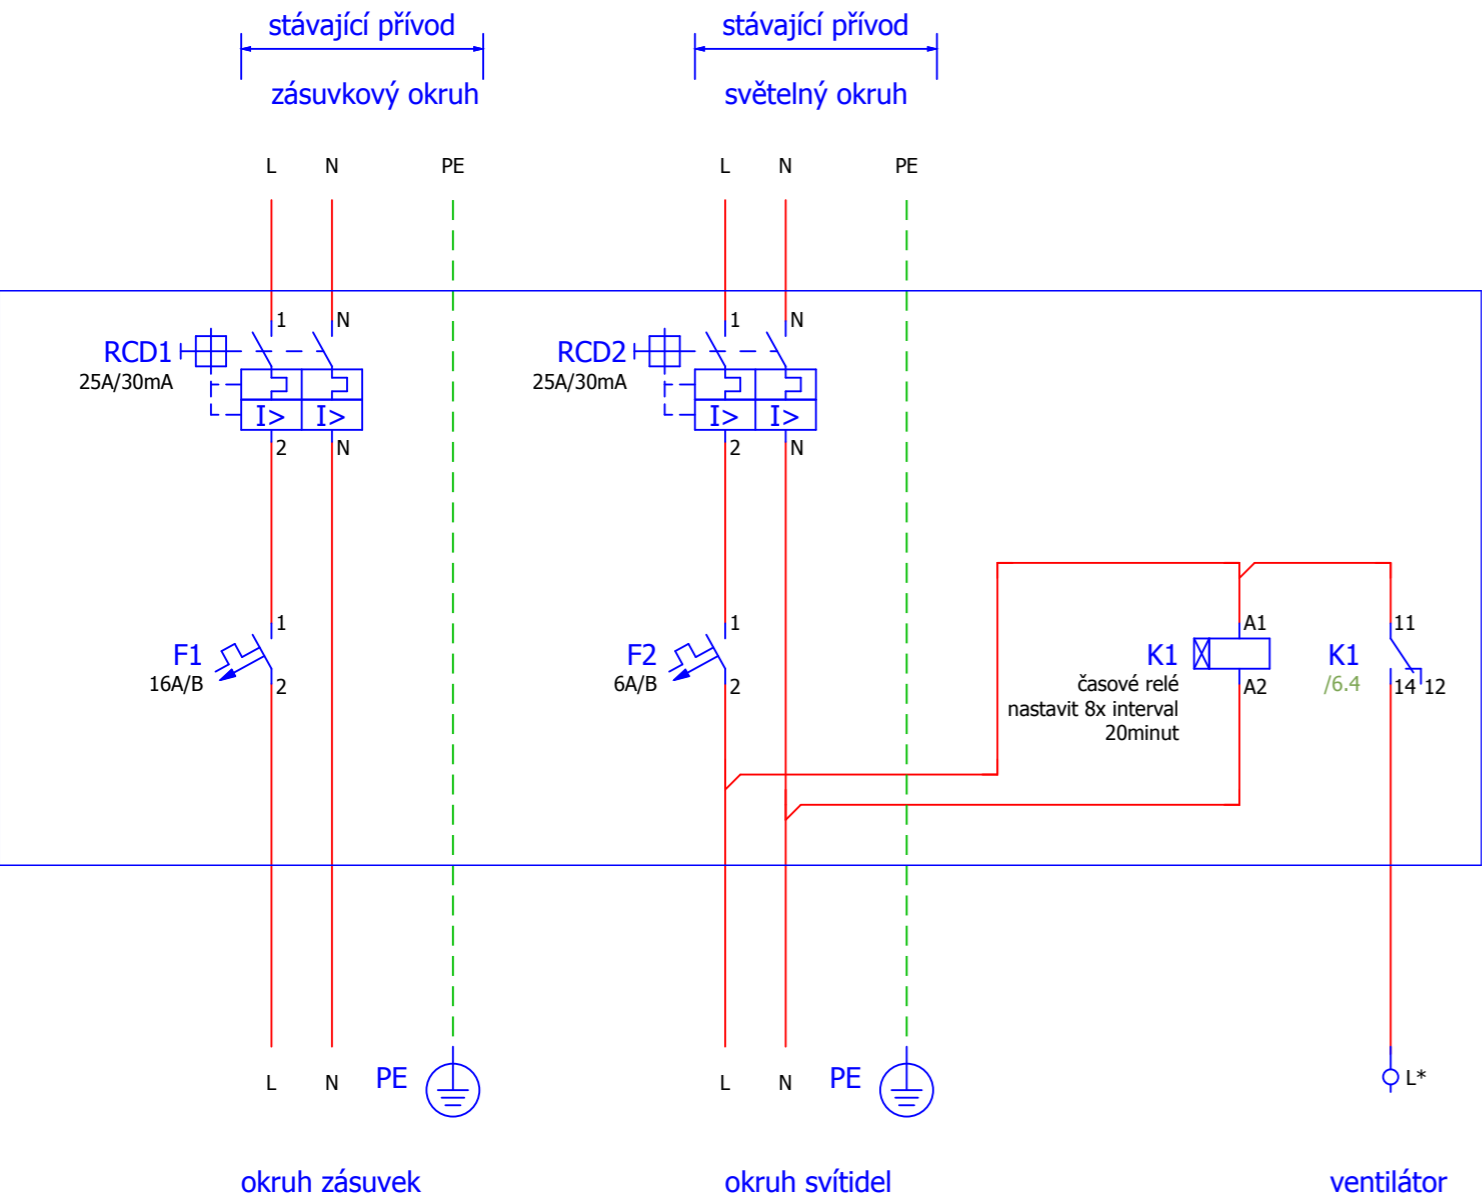 stávající přívod
stávající přívod
zásuvkový okruh
světelný okruh
L N PE
L N PE
1 N
RCD1
25A/30mA
I> I>
2 N
1 N
RCD2
25A/30mA
I> I>
2 N
1
F1
16A/B
2
1
F2
6A/B
2
A1
K1
časové relé
nastavit 8x interval
20minut
A2
11
K1
/6.4
14 12
L N PE
L N PE
L*
okruh zásuvek
okruh svítidel
ventilátor